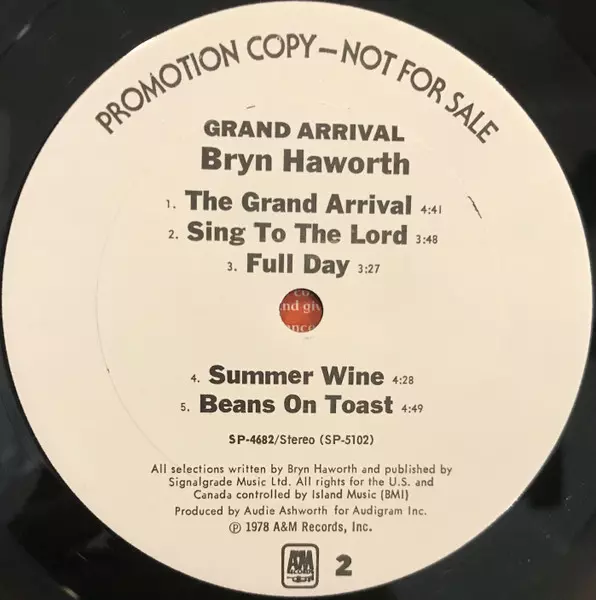 PROMOTION COPY—NOT FOR SALE
GRAND ARRIVAL
Bryn Haworth
1. The Grand Arrival 4:41
2. Sing To The Lord 3:48
3. Full Day 3:27
nd giv
4. Summer Wine 4:28
5. Beans On Toast 4:49
SP-4682/Stereo (SP-5102)
All selections written by Bryn Haworth and published by
Signalgrade Music Ltd. All rights for the U.S. and
Canada controlled by Island Music (BMI)
Produced by Audie Ashworth for Audigram Inc.
℗ 1978 A&M Records, Inc.
A&M
RECORDS
2